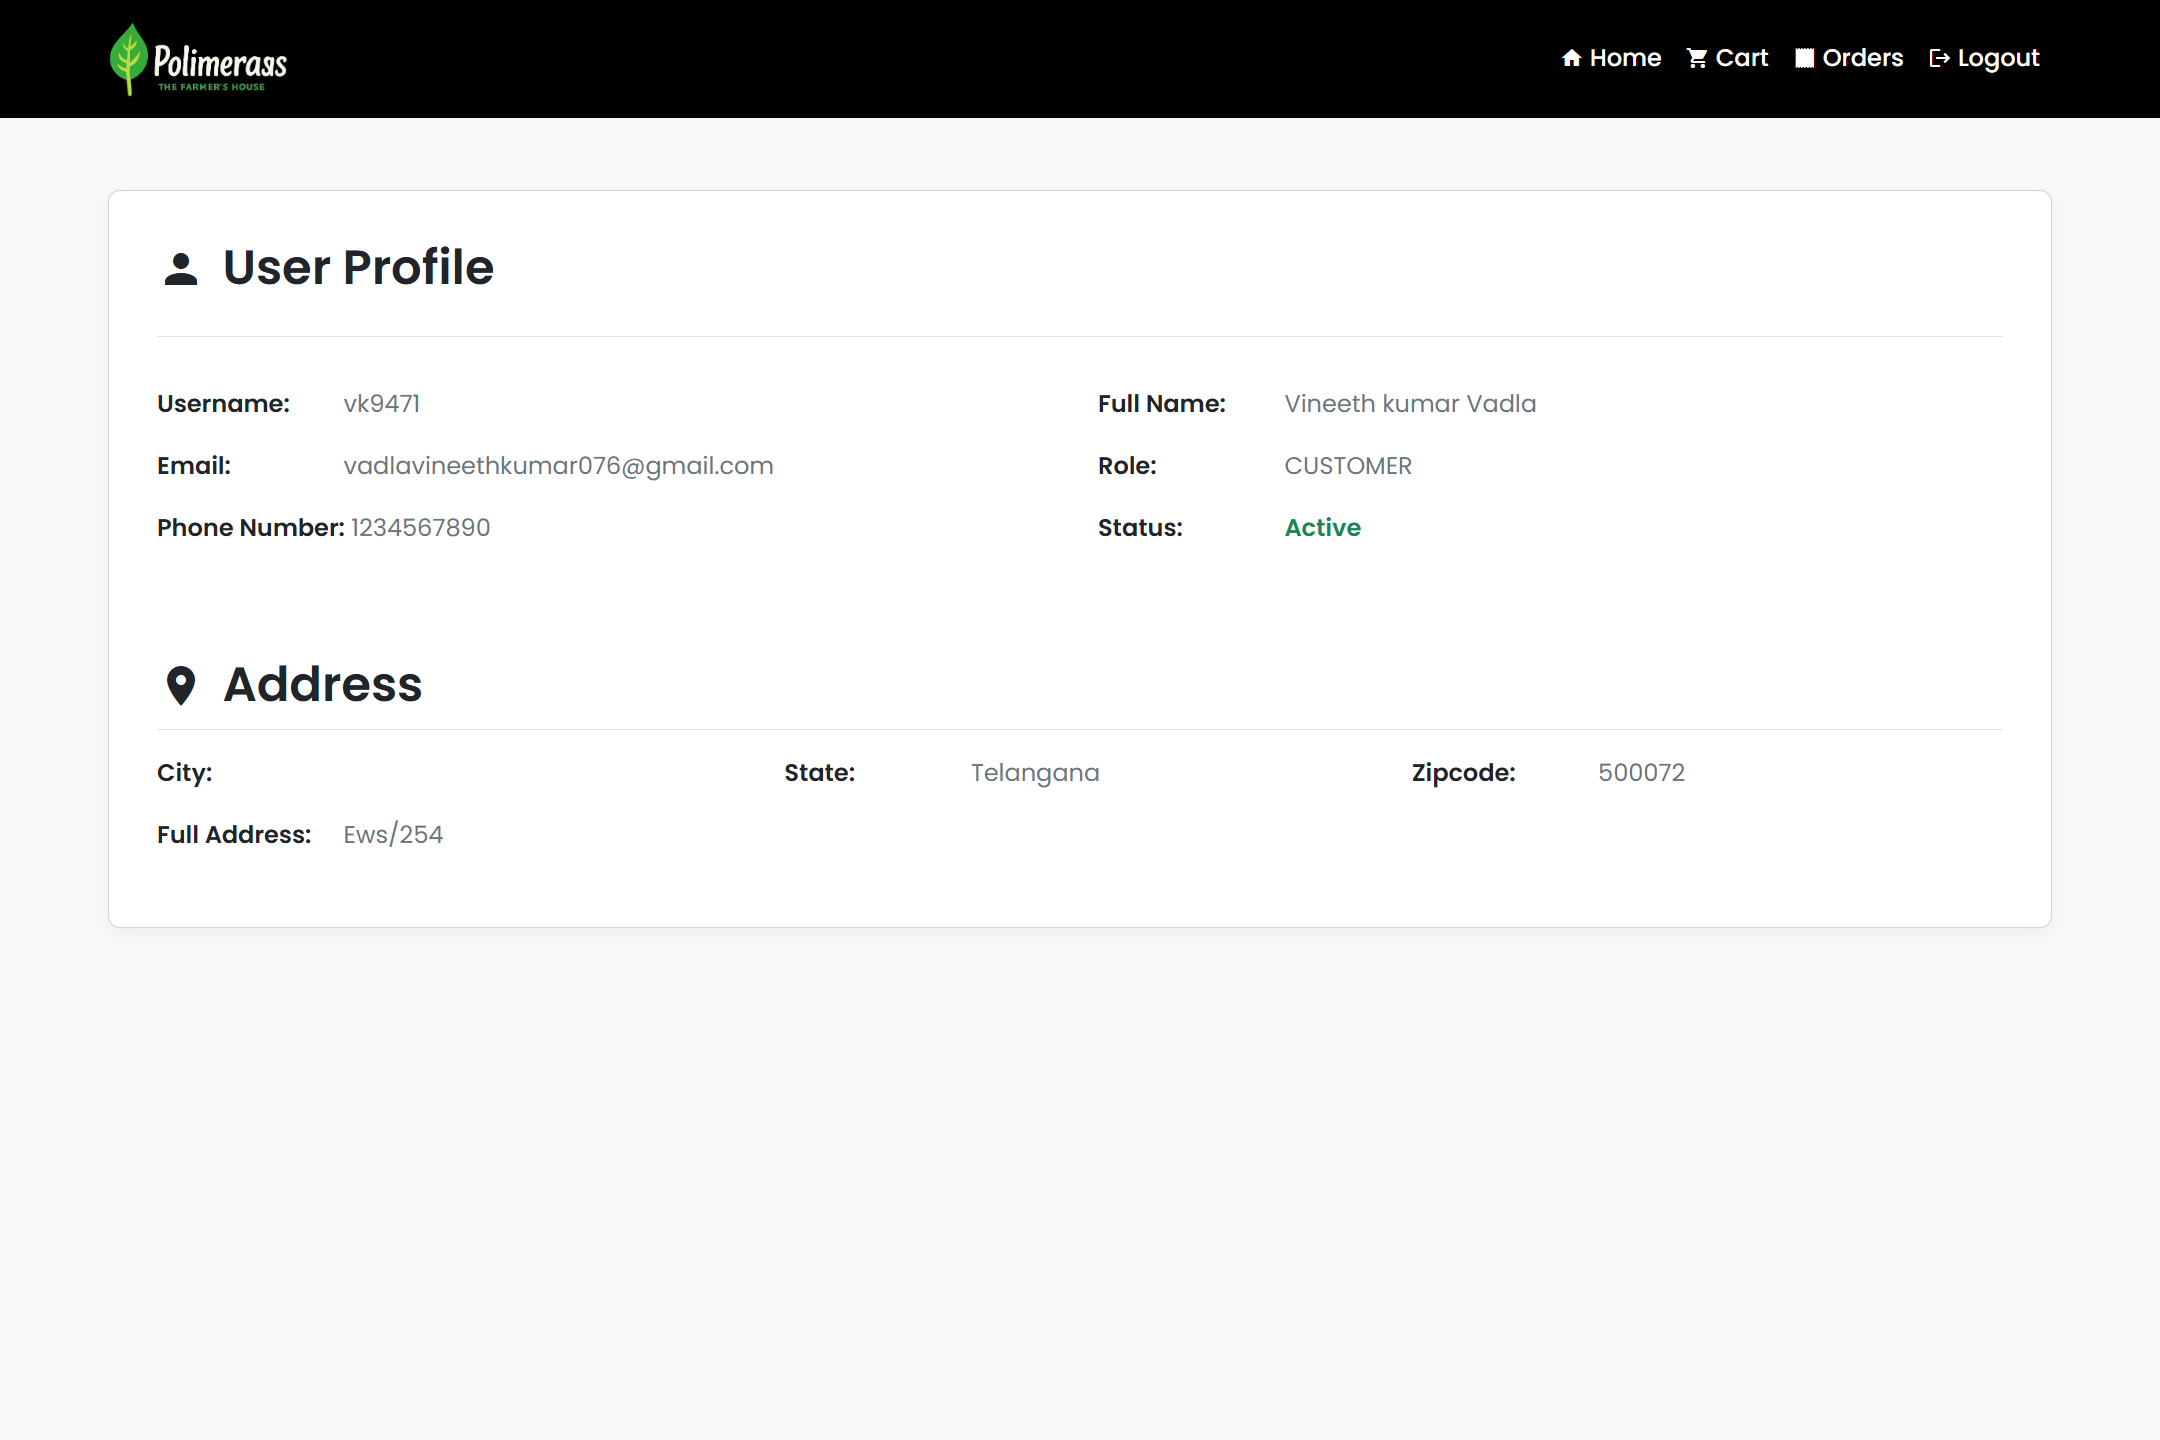 Polimerass
THE FARMER'S HOUSE
Home Cart Orders Logout
User Profile
Username: vk9471 Full Name: Vineeth kumar Vadla
Email: vadlavineethkumar076@gmail.com Role: CUSTOMER
Phone Number: 1234567890 Status: Active
Address
City: State: Telangana Zipcode: 500072
Full Address: Ews/254